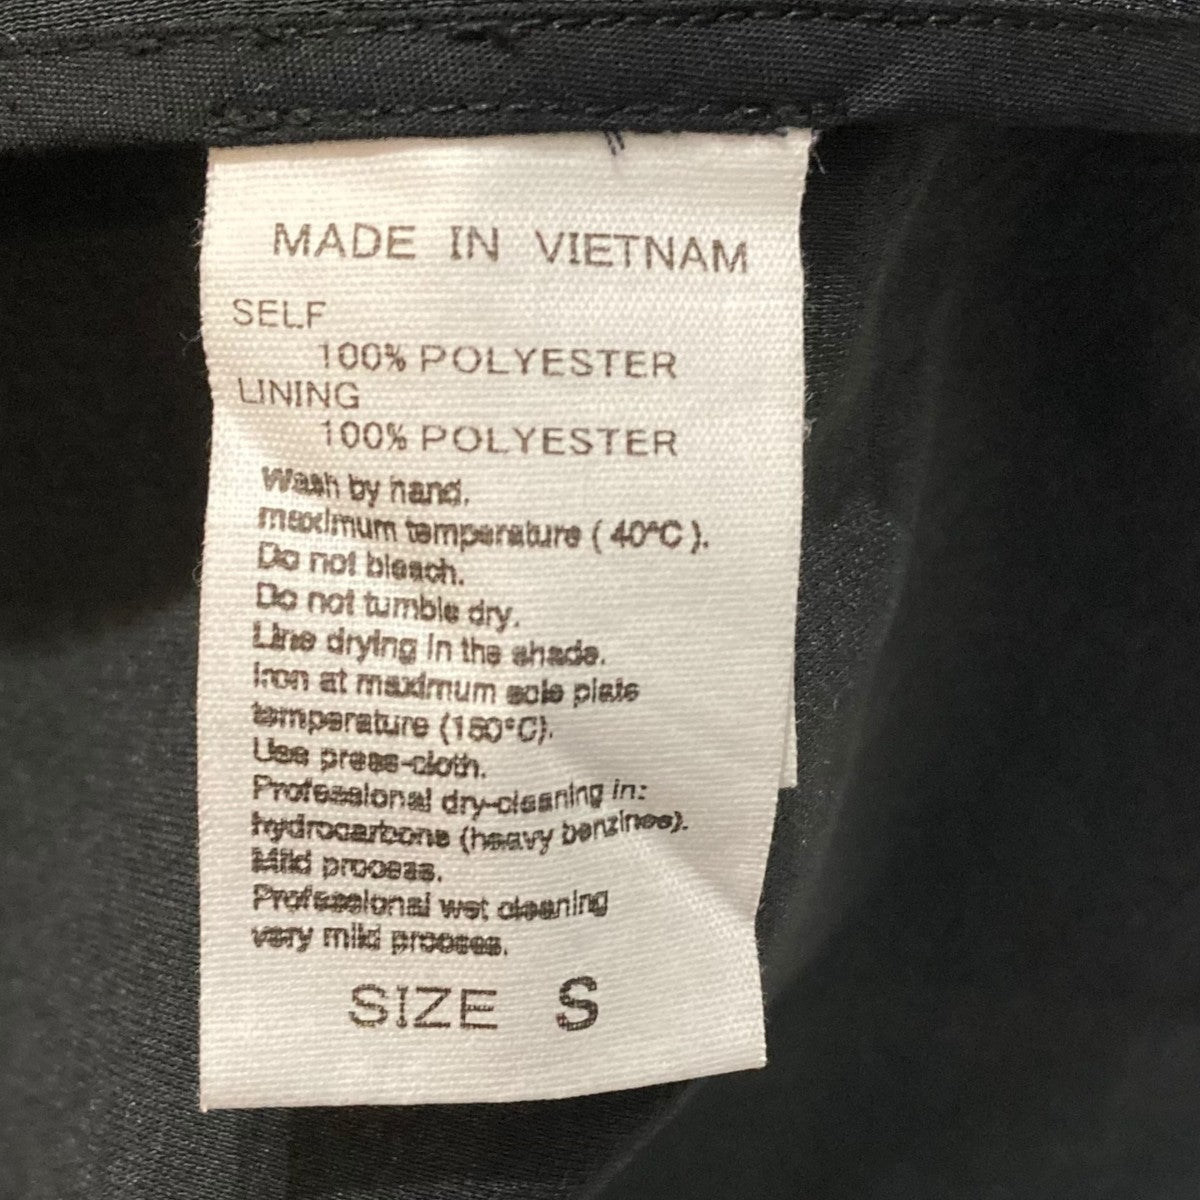 MADE IN VIETNAM
SELF
100% POLYESTER
LINING
100% POLYESTER
Wash by hand.
maximum temperature ( 40°C ).
Do not bleach.
Do not tumble dry.
Line drying in the shade.
Iron at maximum sole plate
temperature (150°C).
Use press-cloth.
Professional dry-cleaning in:
hydrocarbons (heavy benzines).
Mild process.
Professional wet cleaning
very mild process.
SIZE S